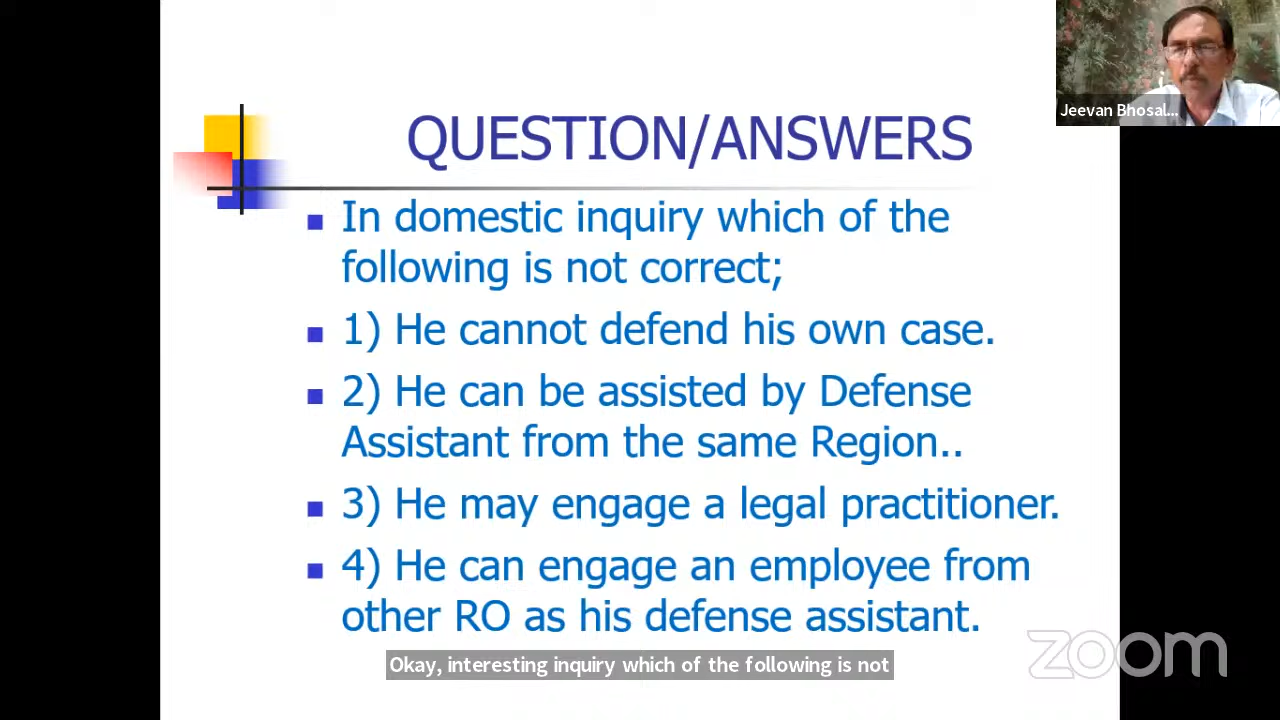 Jeevan Bhosal...
QUESTION/ANSWERS
In domestic inquiry which of the
following is not correct;
1) He cannot defend his own case.
2) He can be assisted by Defense
Assistant from the same Region..
3) He may engage a legal practitioner.
4) He can engage an employee from
other RO as his defense assistant.
Okay, interesting inquiry which of the following is not
zoom